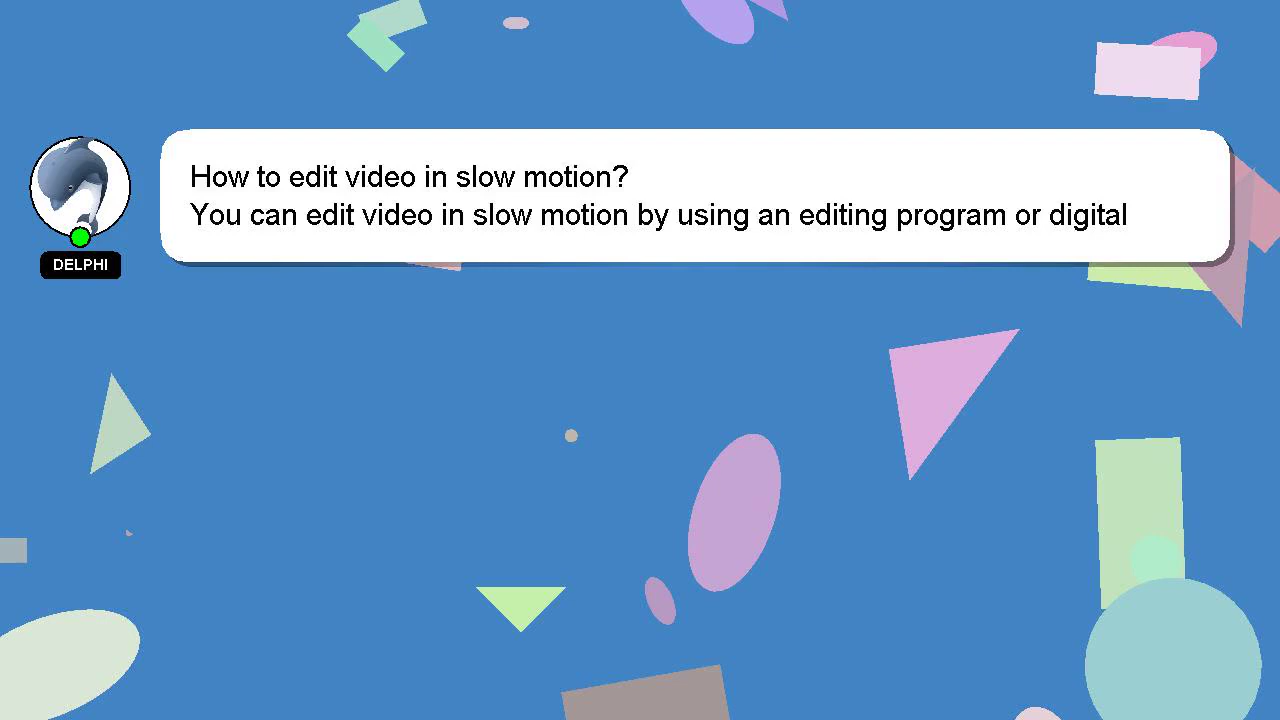 How to edit video in slow motion?
You can edit video in slow motion by using an editing program or digital
DELPHI